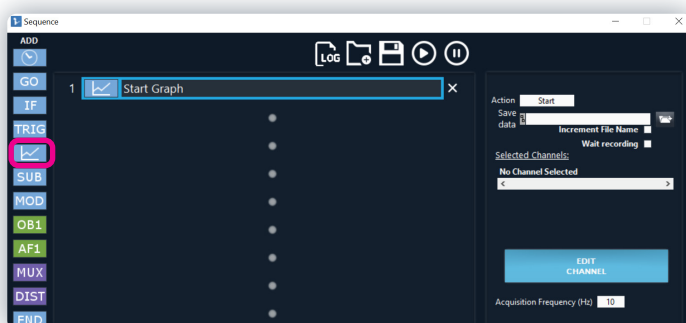 Sequence
ADD
LOG
GO
IF
TRIG
SUB
MOD
OB1
AF1
MUX
DIST
END
1 Start Graph
Action Start
Save data
Increment File Name
Wait recording
Selected Channels:
No Channel Selected
EDIT
CHANNEL
Acquisition Frequency (Hz) 10